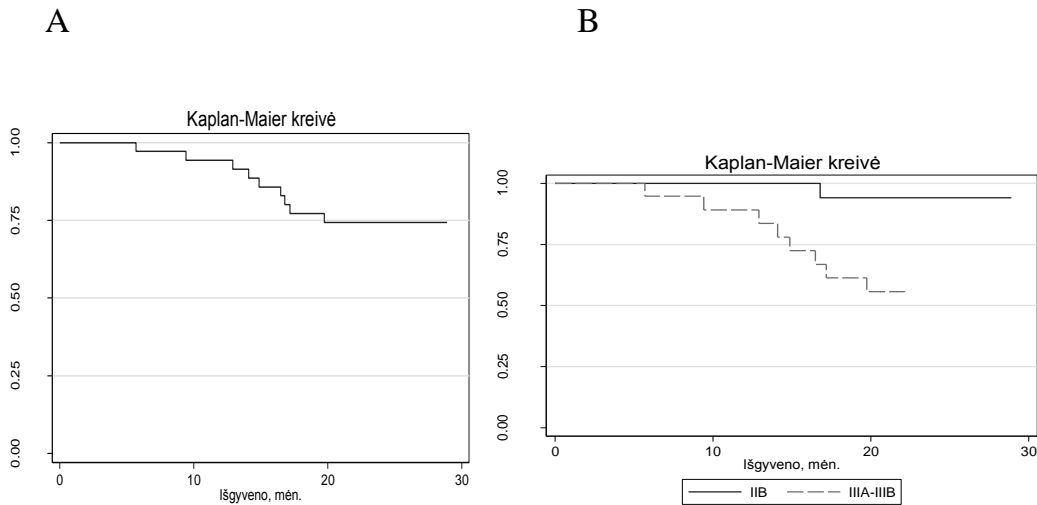 A
B
Kaplan-Maier kreivė
1.00
0.75
0.50
0.25
0.00
0
10
20
30
Išgyveno, mėn.
Kaplan-Maier kreivė
1.00
0.75
0.50
0.25
0.00
0
10
20
30
Išgyveno, mėn.
IIB
IIIA-IIIB